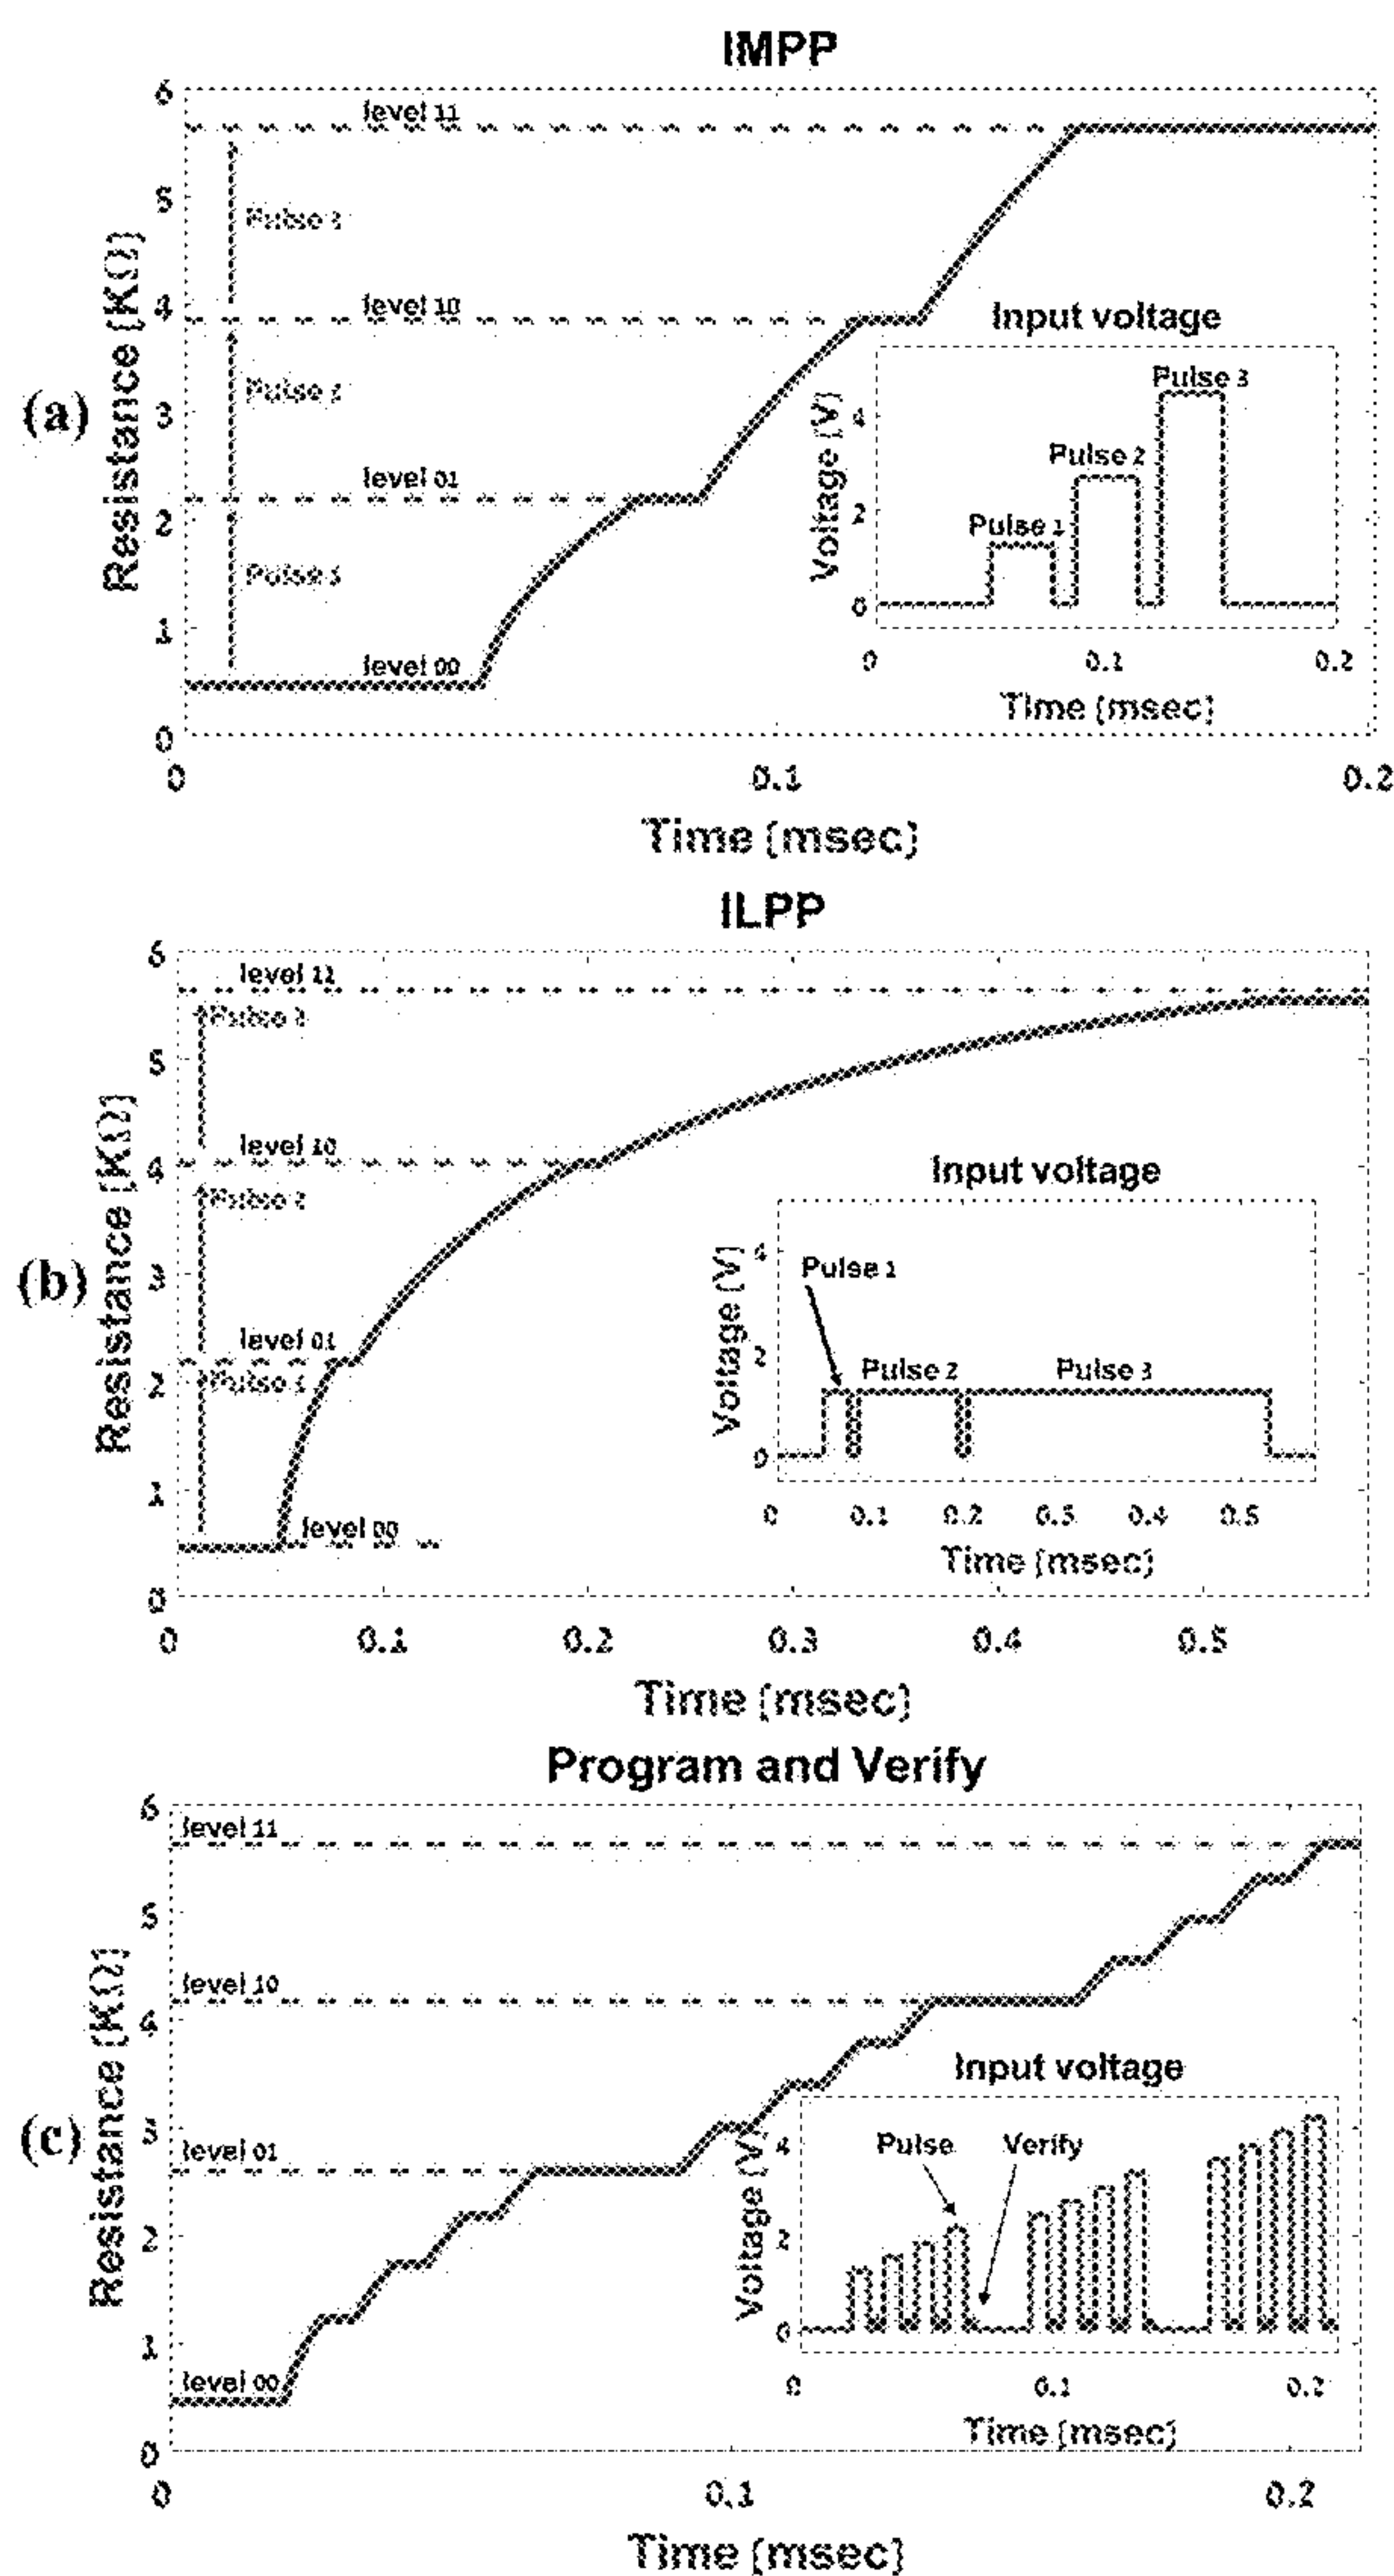 IMPP
6
level 11
5
Pulse 3
level 10
4
Input voltage
Pulse 3
(a)
Resistance [KΩ]
3
Pulse 2
4
Pulse 2
Voltage [V]
level 01
2
2
Pulse 1
Pulse 1
1
0
level 00
0
0.1
0.2
Time [msec]
0
0
0.1
0.2
Time [msec]
ILPP
6
level 11
Pulse 3
5
level 10
4
Input voltage
Pulse 2
(b)
Resistance [KΩ]
3
4
Pulse 1
Voltage [V]
level 01
2
2
Pulse 1
Pulse 2
Pulse 3
0
1
level 00
0
0.1
0.2
0.3
0.4
0.5
Time [msec]
0
0
0.1
0.2
0.3
0.4
0.5
Time [msec]
Program and Verify
6
level 11
5
level 10
4
Input voltage
(c)
Resistance [KΩ]
3
4
Pulse
Verify
level 01
Voltage [V]
2
2
1
0
level 00
0
0.1
0.2
Time [msec]
0
0
0.1
0.2
Time [msec]